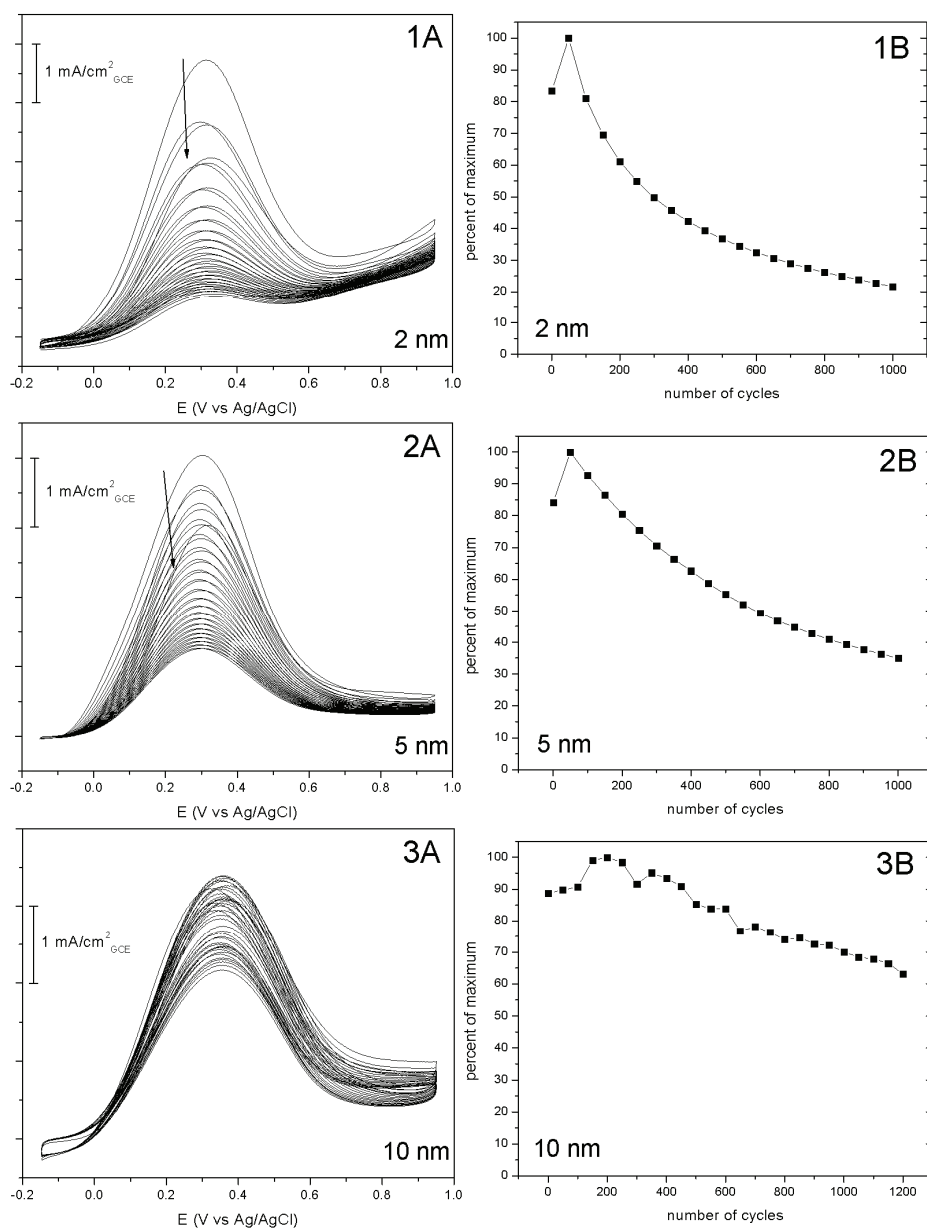 1A
1 mA/cm²GCE
2 nm
-0.2 0.0 0.2 0.4 0.6 0.8 1.0
E (V vs Ag/AgCl)
1B
100
90
80
70
60
50
40
30
20
10
0
percent of maximum
2 nm
0 200 400 600 800 1000
number of cycles
2A
1 mA/cm²GCE
5 nm
-0.2 0.0 0.2 0.4 0.6 0.8 1.0
E (V vs Ag/AgCl)
2B
100
90
80
70
60
50
40
30
20
10
0
percent of maximum
5 nm
0 200 400 600 800 1000
number of cycles
3A
1 mA/cm²GCE
10 nm
-0.2 0.0 0.2 0.4 0.6 0.8 1.0
E (V vs Ag/AgCl)
3B
100
90
80
70
60
50
40
30
20
10
0
percent of maximum
10 nm
0 200 400 600 800 1000 1200
number of cycles